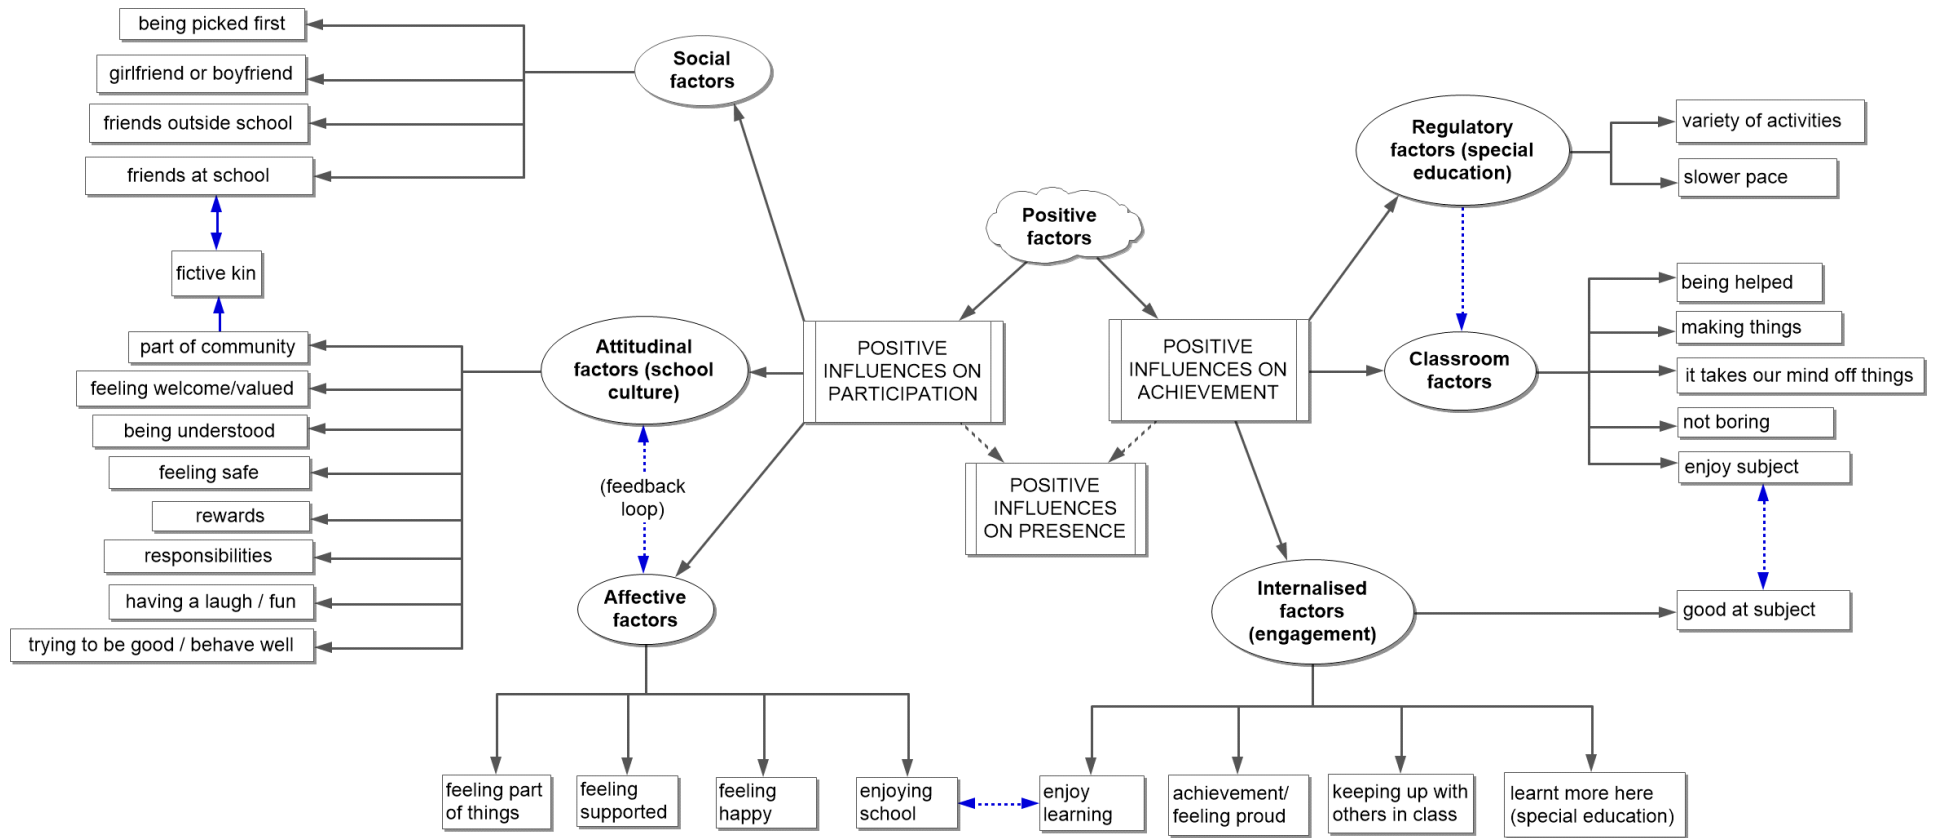 being picked first
girlfriend or boyfriend
friends outside school
friends at school
fictive kin
part of community
feeling welcome/valued
being understood
feeling safe
rewards
responsibilities
having a laugh / fun
trying to be good / behave well
Social
factors
Attitudinal
factors (school
culture)
(feedback
loop)
Affective
factors
feeling part
of things
feeling
supported
feeling
happy
enjoying
school
Positive
factors
POSITIVE
INFLUENCES ON
PARTICIPATION
POSITIVE
INFLUENCES ON
ACHIEVEMENT
POSITIVE
INFLUENCES
ON PRESENCE
Regulatory
factors (special
education)
variety of activities
slower pace
Classroom
factors
being helped
making things
it takes our mind off things
not boring
enjoy subject
good at subject
Internalised
factors
(engagement)
enjoy
learning
achievement/
feeling proud
keeping up with
others in class
learnt more here
(special education)